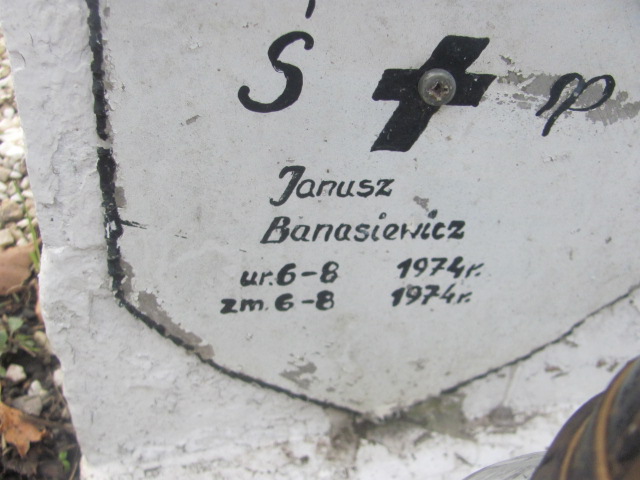 Ś p
Janusz
Banasiewicz
ur. 6-8 1974r.
zm. 6-8 1974r.